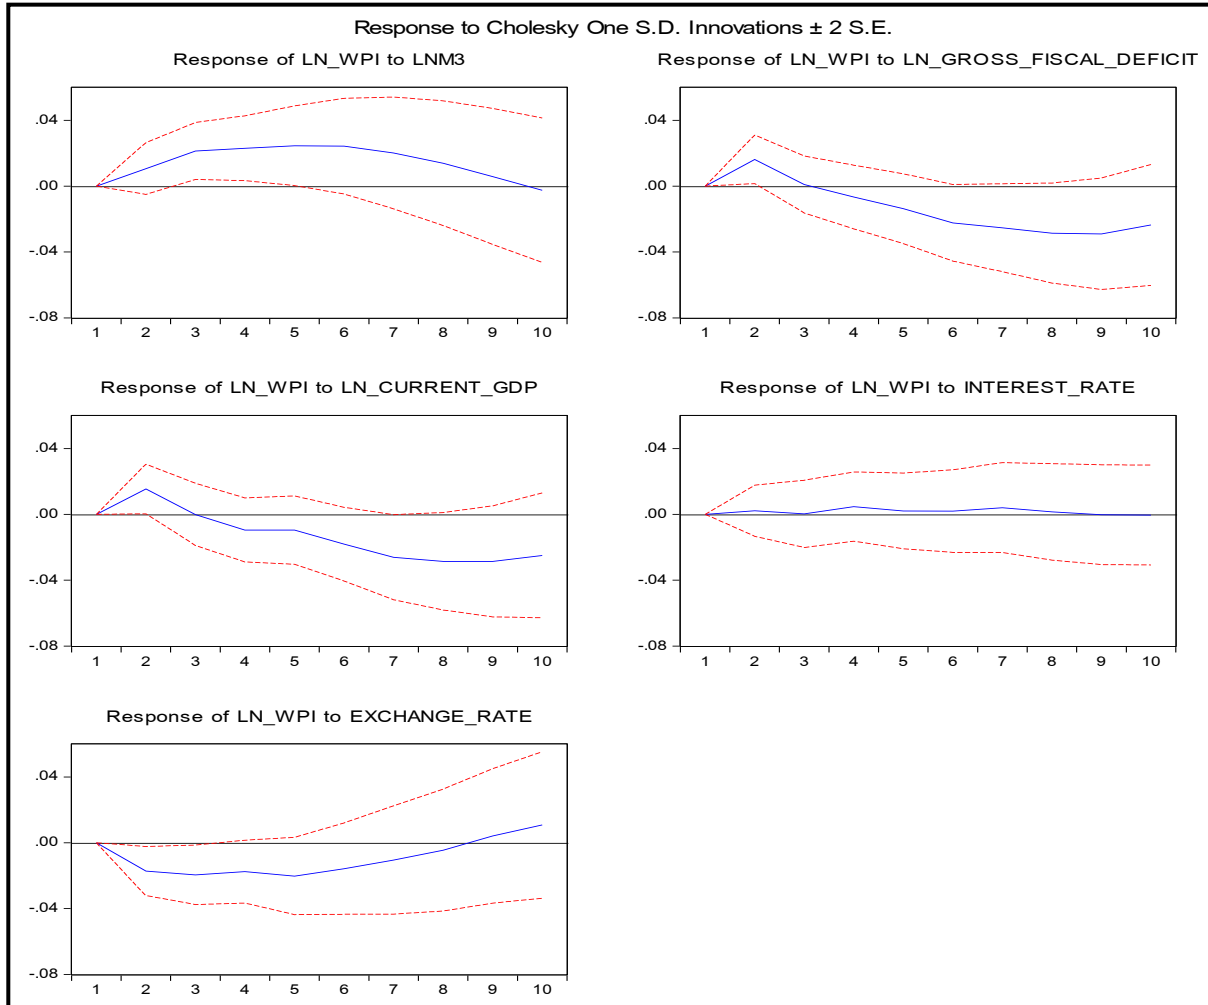 Response to Cholesky One S.D. Innovations ± 2 S.E.
Response of LN_WPI to LNM3
.04
.00
-.04
-.08
1 2 3 4 5 6 7 8 9 10
Response of LN_WPI to LN_GROSS_FISCAL_DEFICIT
.04
.00
-.04
-.08
1 2 3 4 5 6 7 8 9 10
Response of LN_WPI to LN_CURRENT_GDP
.04
.00
-.04
-.08
1 2 3 4 5 6 7 8 9 10
Response of LN_WPI to INTEREST_RATE
.04
.00
-.04
-.08
1 2 3 4 5 6 7 8 9 10
Response of LN_WPI to EXCHANGE_RATE
.04
.00
-.04
-.08
1 2 3 4 5 6 7 8 9 10